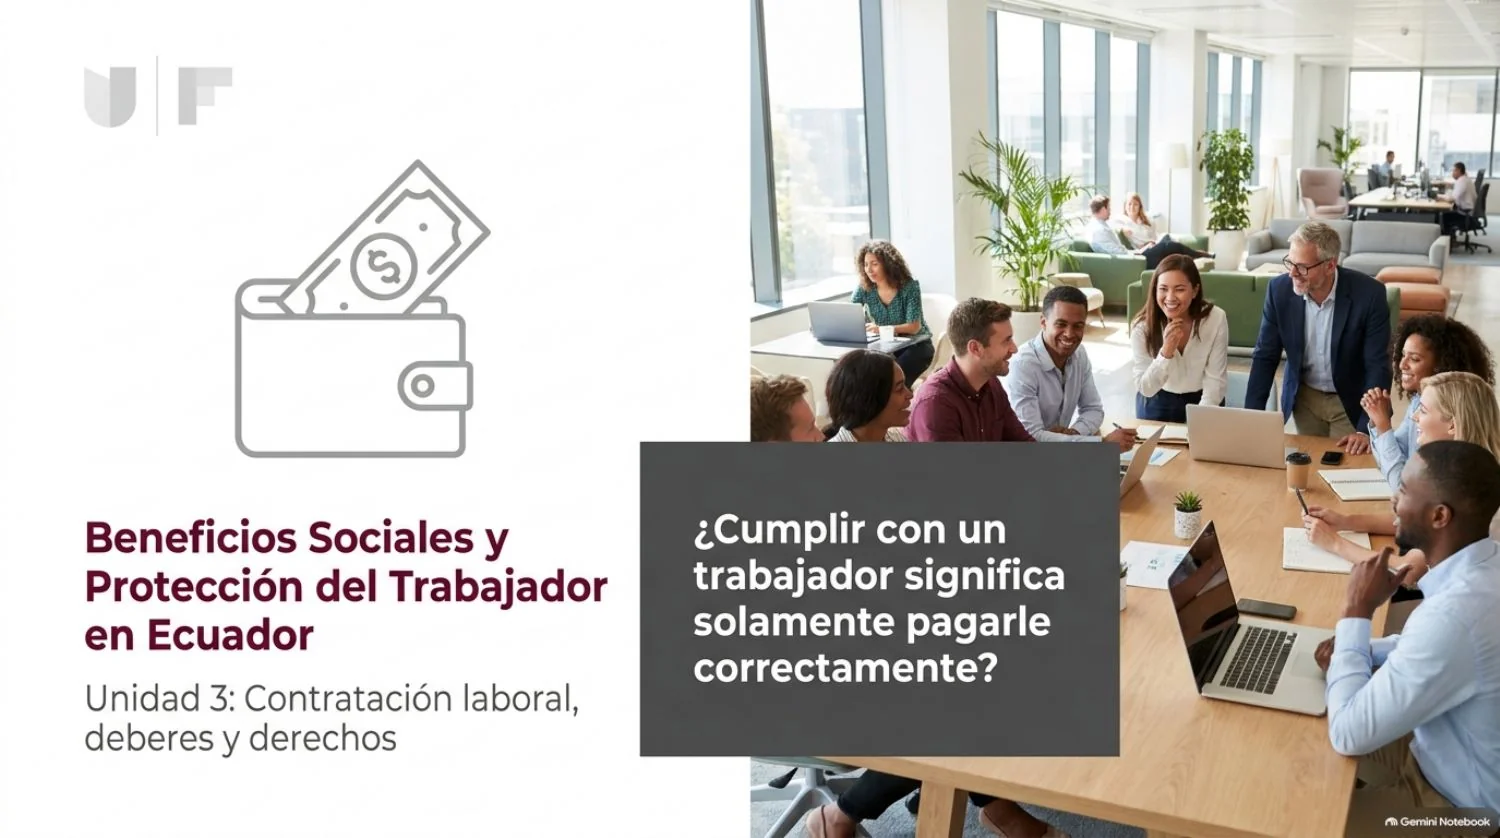 UF
Beneficios Sociales y
Protección del Trabajador
en Ecuador
Unidad 3: Contratación laboral,
deberes y derechos
¿Cumplir con un
trabajador significa
solamente pagarle
correctamente?
Gemini Notebook